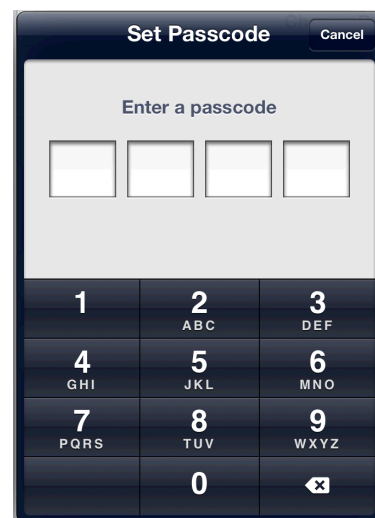 Set Passcode
Cancel
Enter a passcode
1
2
3
ABC
DEF
4
5
6
GHI
JKL
MNO
7
8
9
PQRS
TUV
WXYZ
0